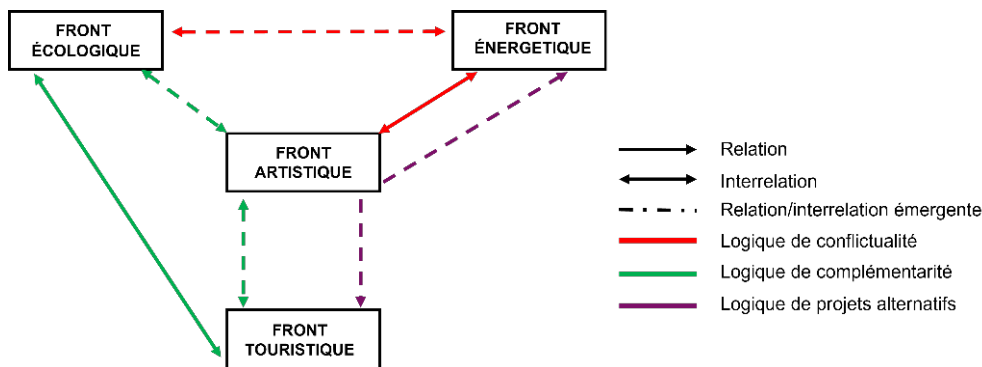 FRONT
ÉCOLOGIQUE
FRONT
ÉNERGETIQUE
FRONT
ARTISTIQUE
FRONT
TOURISTIQUE
Relation
Interrelation
Relation/interrelation émergente
Logique de conflictualité
Logique de complémentarité
Logique de projets alternatifs